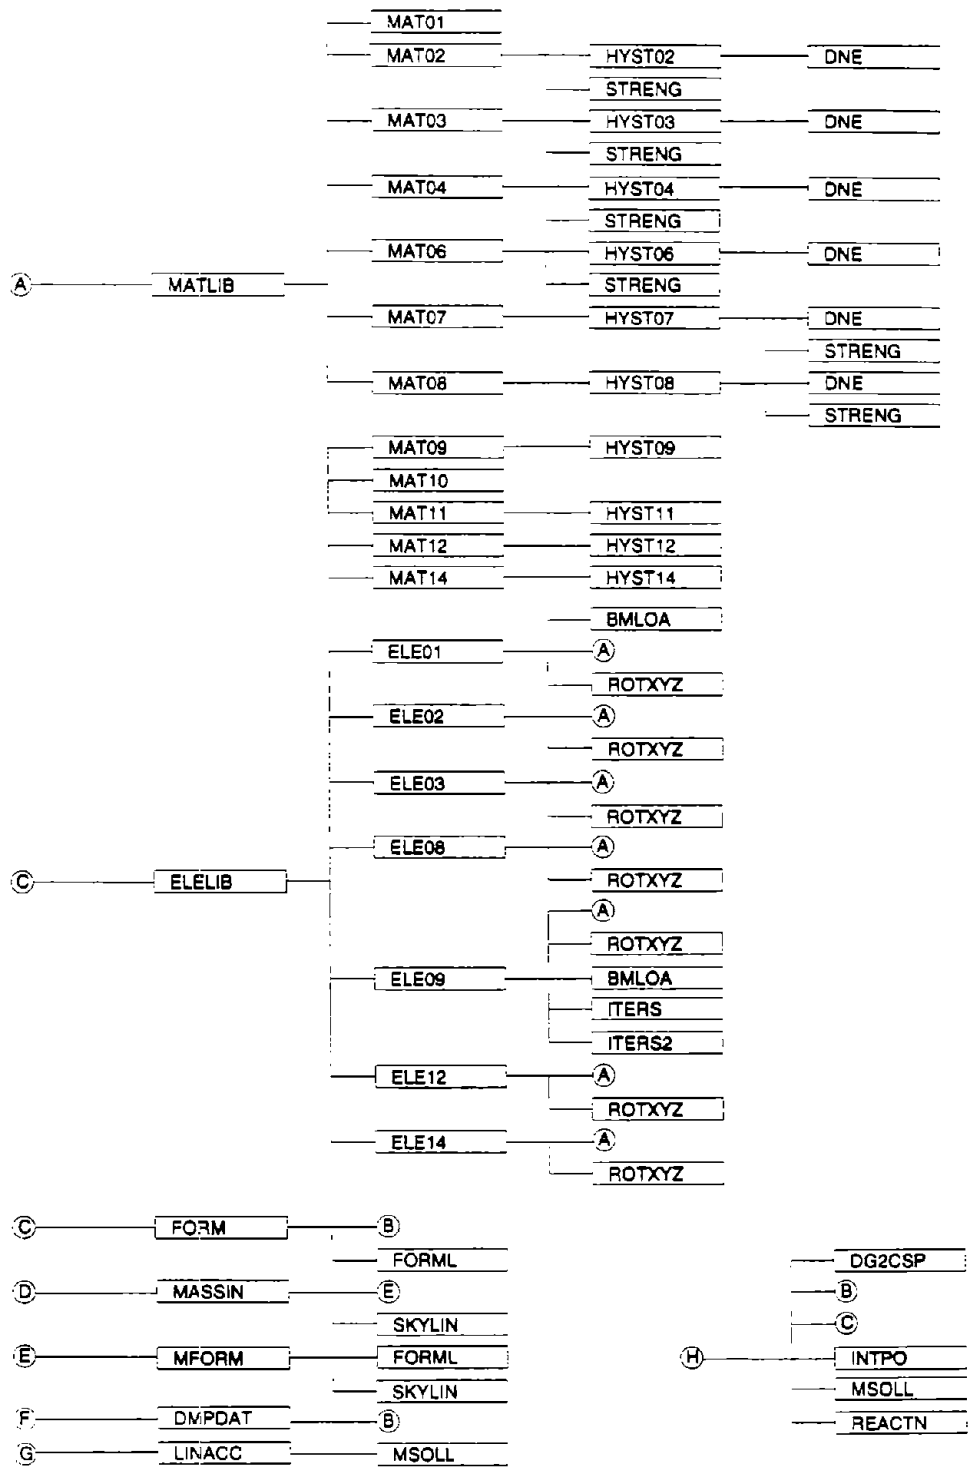 MAT01
MAT02 HYST02 DNE
STRENG
MAT03 HYST03 DNE
STRENG
MAT04 HYST04 DNE
STRENG
MAT06 HYST06 DNE
A MATLIB STRENG
MAT07 HYST07 DNE
STRENG
MAT08 HYST08 DNE
STRENG
MAT09 HYST09
MAT10
MAT11 HYST11
MAT12 HYST12
MAT14 HYST14
BMLOA
ELE01 A
ROTXYZ
ELE02 A
ROTXYZ
ELE03 A
ROTXYZ
ELE08 A
C ELELIB ROTXYZ
A
ROTXYZ
ELE09 BMLOA
ITERS
ITERS2
ELE12 A
ROTXYZ
ELE14 A
ROTXYZ
C FORM B
FORML DG2CSP
D MASSIN E B
SKYLIN C
E MFORM FORML H INTPO
SKYLIN MSOLL
F DMPDAT B REACTN
G LINACC MSOLL